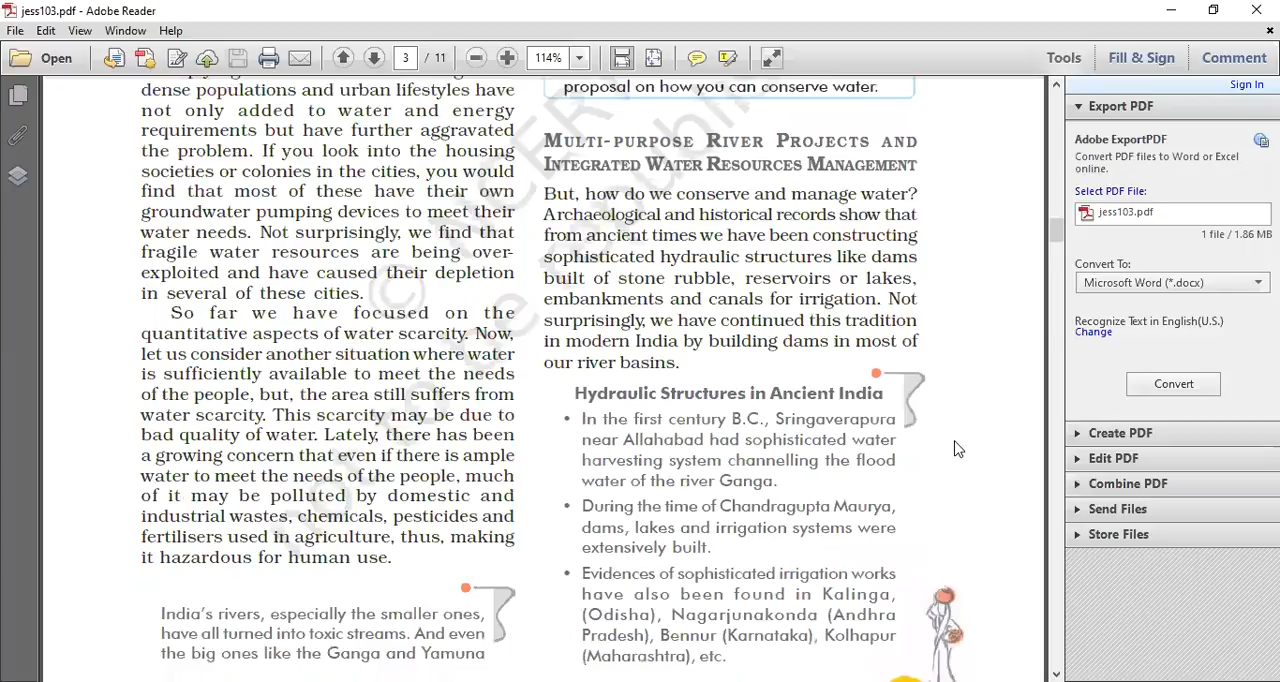 jess103.pdf - Adobe Reader
File Edit View Window Help
Open
3 / 11
114%
Tools
Fill & Sign
Comment
dense populations and urban lifestyles have
not only added to water and energy
requirements but have further aggravated
the problem. If you look into the housing
societies or colonies in the cities, you would
find that most of these have their own
groundwater pumping devices to meet their
water needs. Not surprisingly, we find that
fragile water resources are being over-
exploited and have caused their depletion
in several of these cities.
So far we have focused on the
quantitative aspects of water scarcity. Now,
let us consider another situation where water
is sufficiently available to meet the needs
of the people, but, the area still suffers from
water scarcity. This scarcity may be due to
bad quality of water. Lately, there has been
a growing concern that even if there is ample
water to meet the needs of the people, much
of it may be polluted by domestic and
industrial wastes, chemicals, pesticides and
fertilisers used in agriculture, thus, making
it hazardous for human use.
India's rivers, especially the smaller ones,
have all turned into toxic streams. And even
the big ones like the Ganga and Yamuna
proposal on how you can conserve water.
MULTI-PURPOSE RIVER PROJECTS AND
INTEGRATED WATER RESOURCES MANAGEMENT
But, how do we conserve and manage water?
Archaeological and historical records show that
from ancient times we have been constructing
sophisticated hydraulic structures like dams
built of stone rubble, reservoirs or lakes,
embankments and canals for irrigation. Not
surprisingly, we have continued this tradition
in modern India by building dams in most of
our river basins.
Hydraulic Structures in Ancient India
• In the first century B.C., Sringaverapura
near Allahabad had sophisticated water
harvesting system channelling the flood
water of the river Ganga.
• During the time of Chandragupta Maurya,
dams, lakes and irrigation systems were
extensively built.
• Evidences of sophisticated irrigation works
have also been found in Kalinga,
(Odisha), Nagarjunakonda (Andhra
Pradesh), Bennur (Karnataka), Kolhapur
(Maharashtra), etc.
Sign In
Export PDF
Adobe ExportPDF
Convert PDF files to Word or Excel
online.
Select PDF File:
jess103.pdf
1 file / 1.86 MB
Convert To:
Microsoft Word (*.docx)
Recognize Text in English(U.S.)
Change
Convert
Create PDF
Edit PDF
Combine PDF
Send Files
Store Files